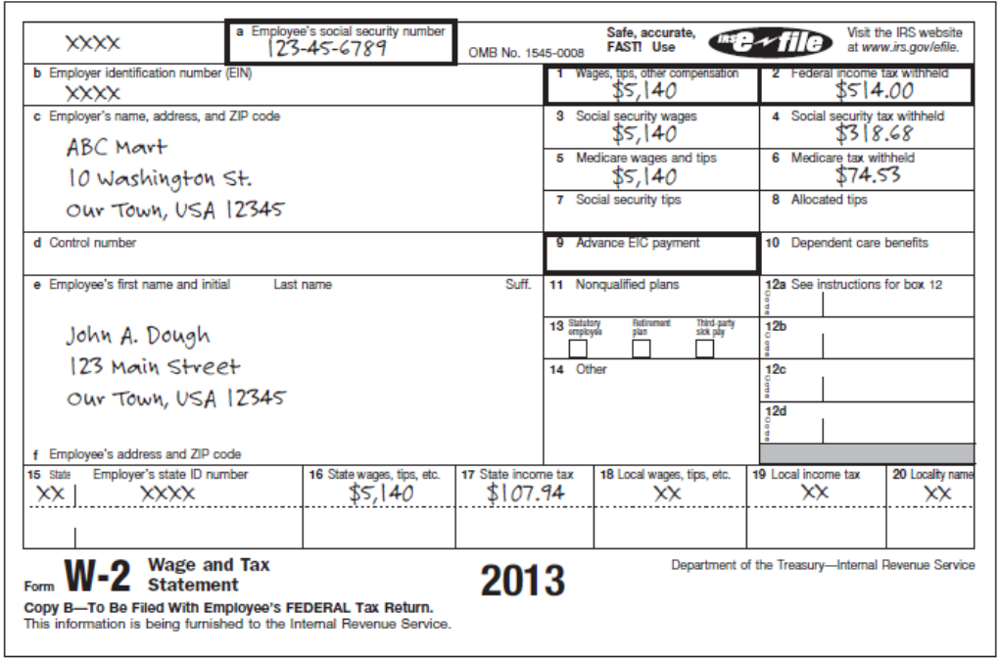 XXXX
a Employee's social security number
123-45-6789
OMB No. 1545-0008
Safe, accurate,
FAST! Use
IRS e-file
Visit the IRS website
at www.irs.gov/efile.
b Employer identification number (EIN)
XXXX
1 Wages, tips, other compensation
$5,140
2 Federal income tax withheld
$514.00
c Employer's name, address, and ZIP code
ABC Mart
10 Washington St.
Our Town, USA 12345
3 Social security wages
$5,140
4 Social security tax withheld
$318.68
5 Medicare wages and tips
$5,140
6 Medicare tax withheld
$74.53
7 Social security tips
8 Allocated tips
d Control number
9 Advance EIC payment
10 Dependent care benefits
e Employee's first name and initial Last name Suff.
John A. Dough
123 Main Street
Our Town, USA 12345
f Employee's address and ZIP code
11 Nonqualified plans
12a See instructions for box 12
Code
13 Statutory employee Retirement plan Third-party sick pay
12b
Code
14 Other
12c
Code
12d
Code
15 State Employer's state ID number
XX XXXX
16 State wages, tips, etc.
$5,140
17 State income tax
$107.94
18 Local wages, tips, etc.
XX
19 Local income tax
XX
20 Locality name
XX
Form W-2 Wage and Tax
Statement
2013
Department of the Treasury—Internal Revenue Service
Copy B—To Be Filed With Employee's FEDERAL Tax Return.
This information is being furnished to the Internal Revenue Service.